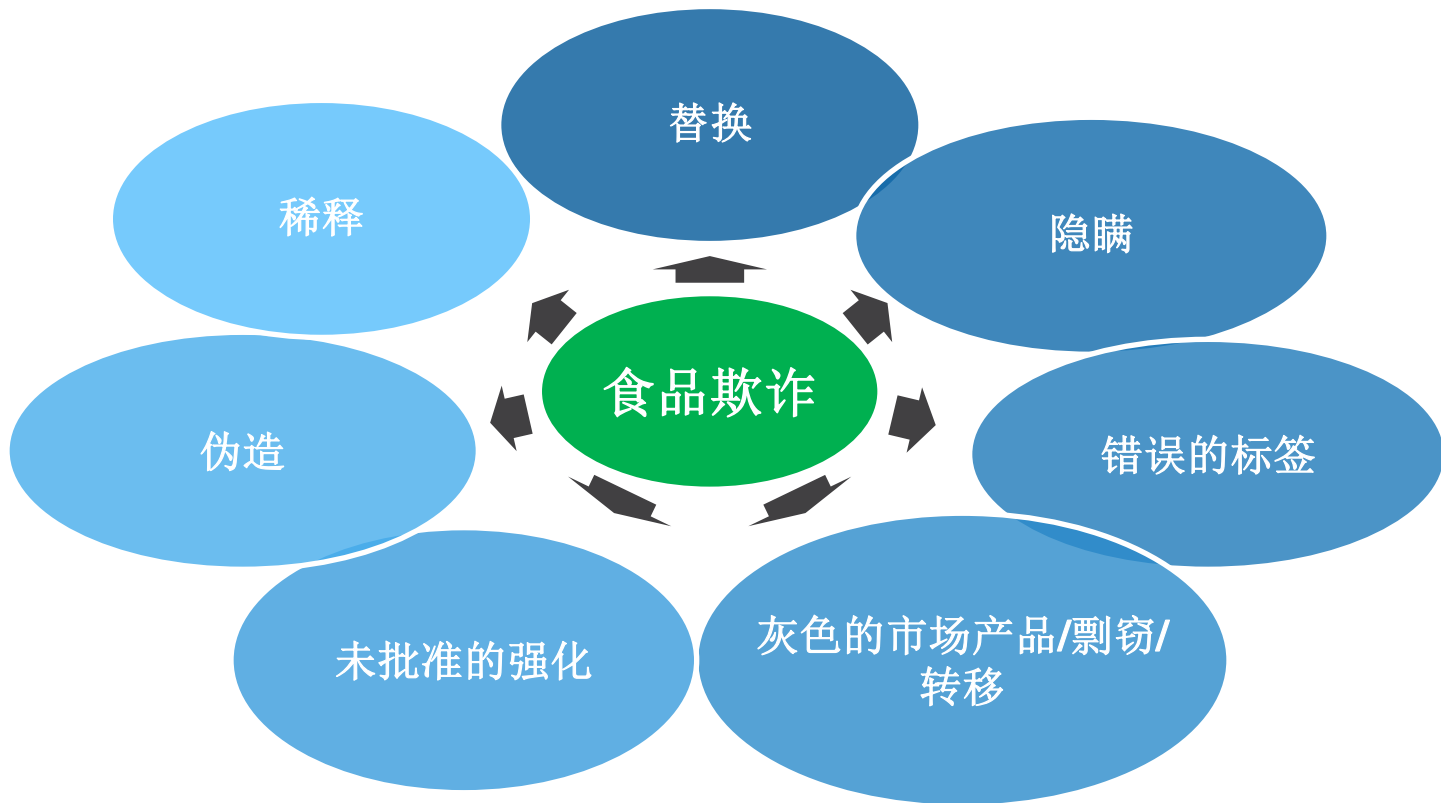 替换
稀释
隐瞒
食品欺诈
伪造
错误的标签
未批准的强化
灰色的市场产品/剽窃/
转移